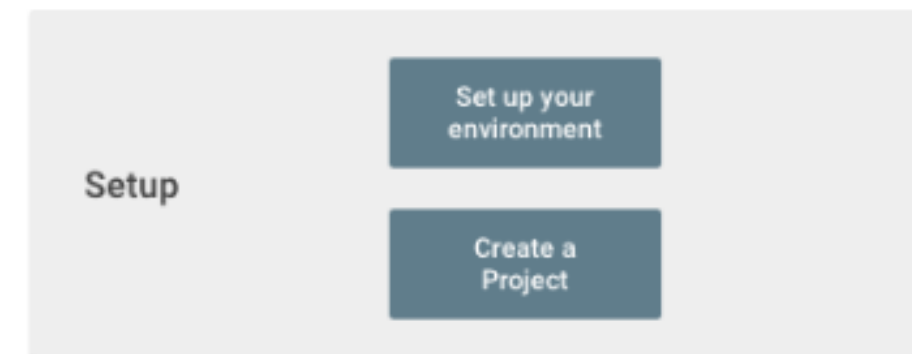 Set up your
environment
Setup
Create a
Project